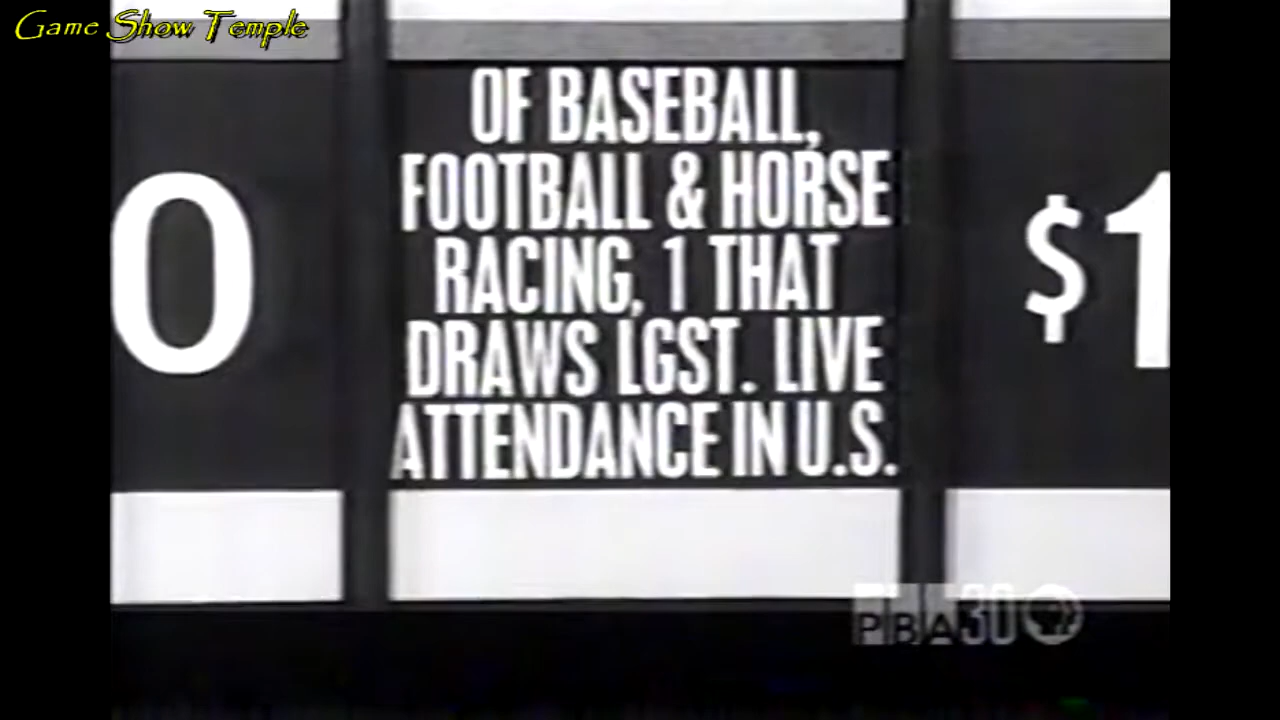 Game Show Temple
OF BASEBALL,
FOOTBALL & HORSE
RACING, 1 THAT
0
$1
DRAWS LGST. LIVE
ATTENDANCE IN U.S.
PBA30